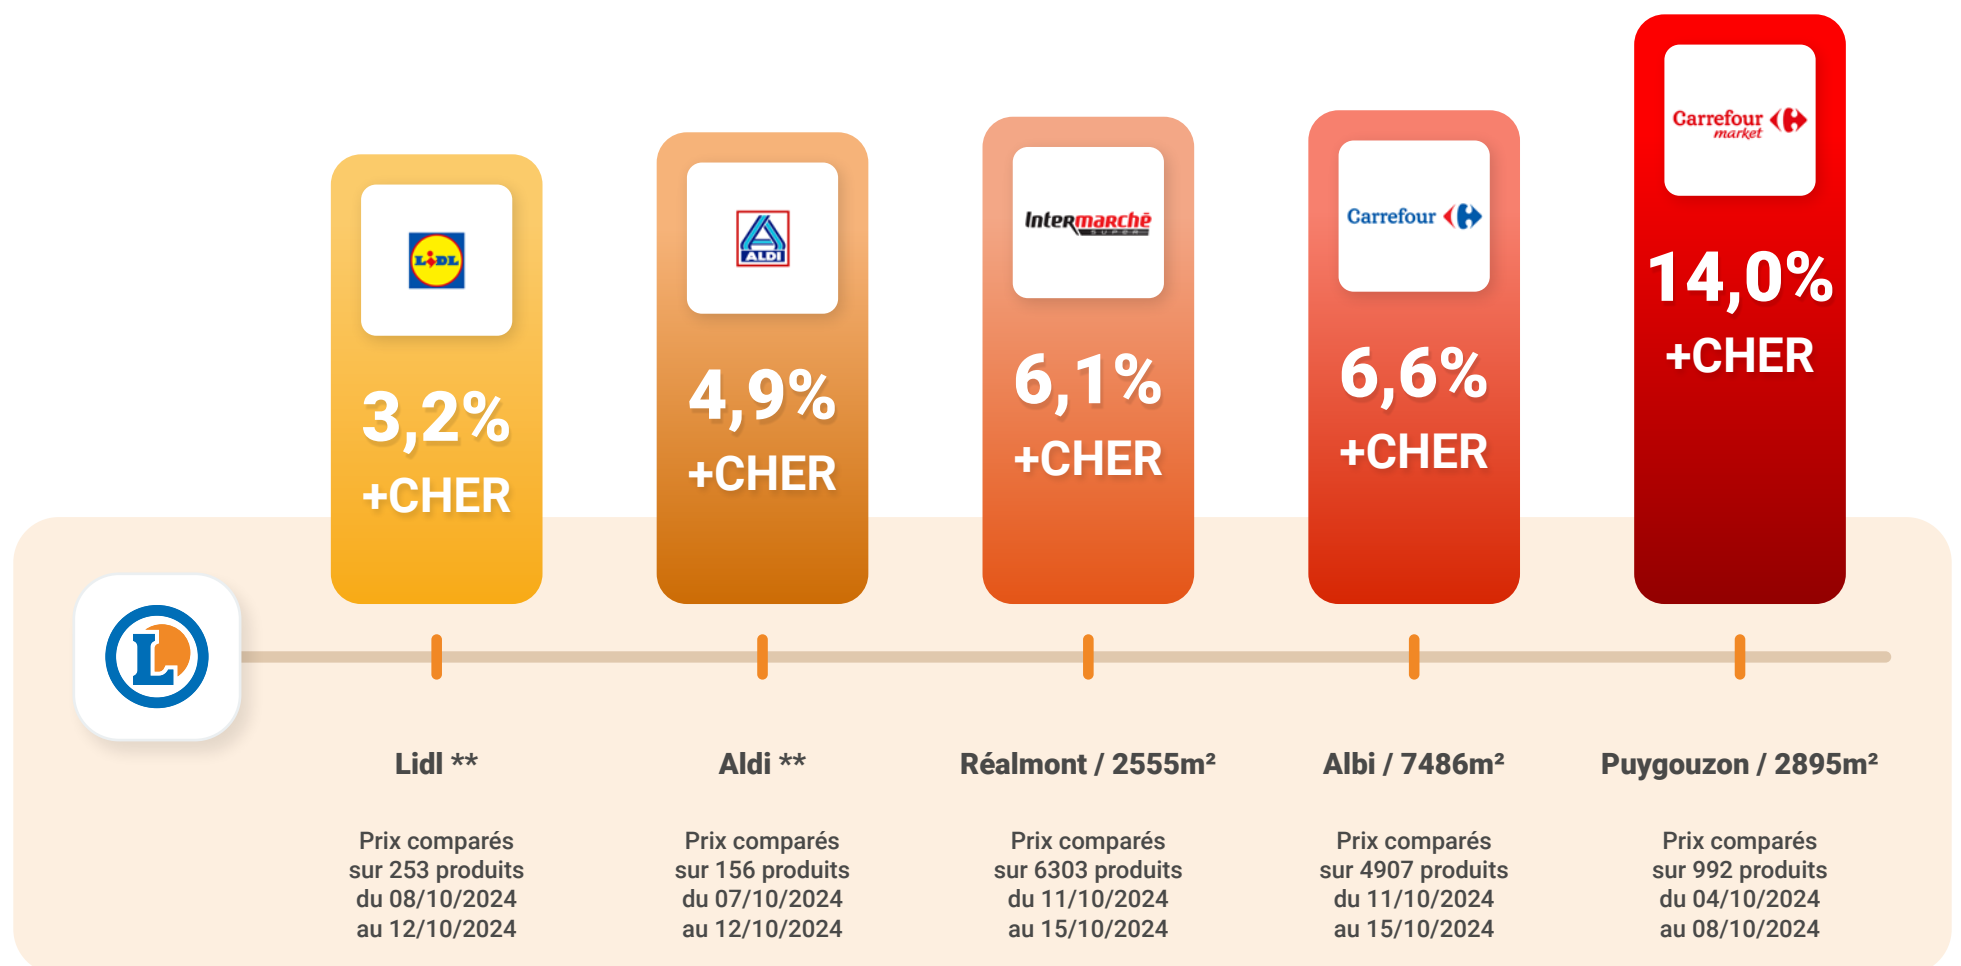 LIDL
3,2%
+CHER
ALDI
4,9%
+CHER
Intermarché
SUPER
6,1%
+CHER
Carrefour
6,6%
+CHER
Carrefour
market
14,0%
+CHER
L
Lidl **
Prix comparés
sur 253 produits
du 08/10/2024
au 12/10/2024
Aldi **
Prix comparés
sur 156 produits
du 07/10/2024
au 12/10/2024
Réalmont / 2555m²
Prix comparés
sur 6303 produits
du 11/10/2024
au 15/10/2024
Albi / 7486m²
Prix comparés
sur 4907 produits
du 11/10/2024
au 15/10/2024
Puygouzon / 2895m²
Prix comparés
sur 992 produits
du 04/10/2024
au 08/10/2024